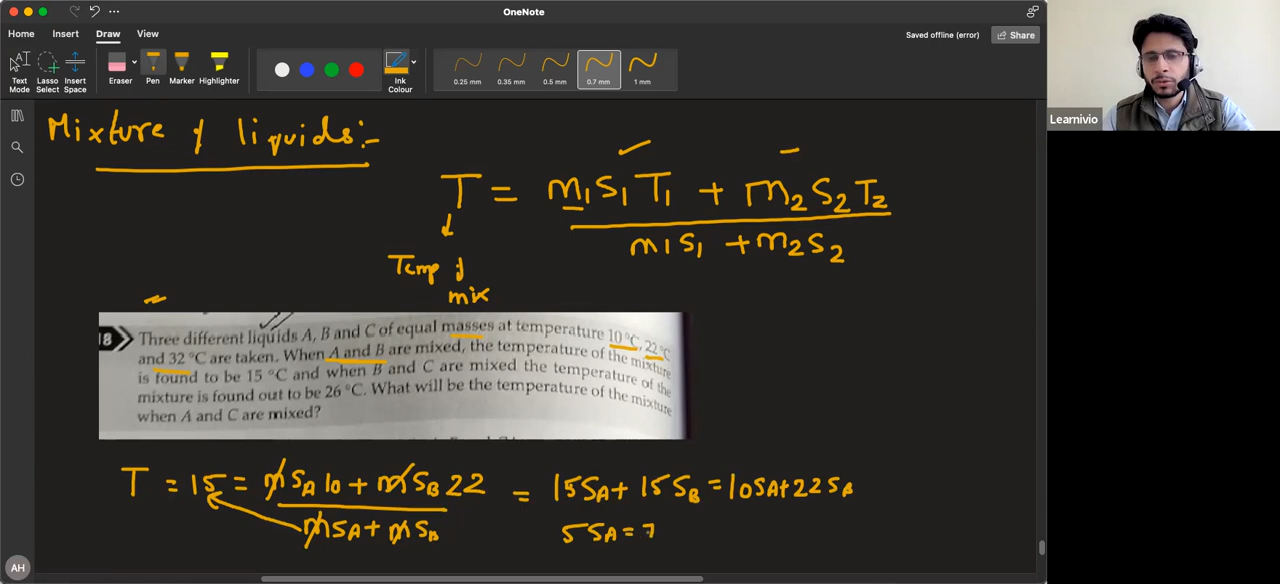 OneNote
Home Insert Draw View
Saved offline (error) Share
Text Mode Lasso Select Insert Space Eraser Pen Marker Highlighter Ink Colour 0.25 mm 0.35 mm 0.5 mm 0.7 mm 1 mm
Learnivio
Mixture of liquids:-
T = m1S1T1 + m2S2T2
m1S1 + m2S2
Temp of
mix
18 Three different liquids A, B and C of equal masses at temperature 10 °C, 22 °C
and 32 °C are taken. When A and B are mixed, the temperature of the mixture
is found to be 15 °C and when B and C are mixed the temperature of the
mixture is found out to be 26 °C. What will be the temperature of the mixture
when A and C are mixed?
T = 15 = mSA10 + mSB22 = 15SA + 15SB = 10SA + 22SB
mSA + mSB 5SA = 7
AH